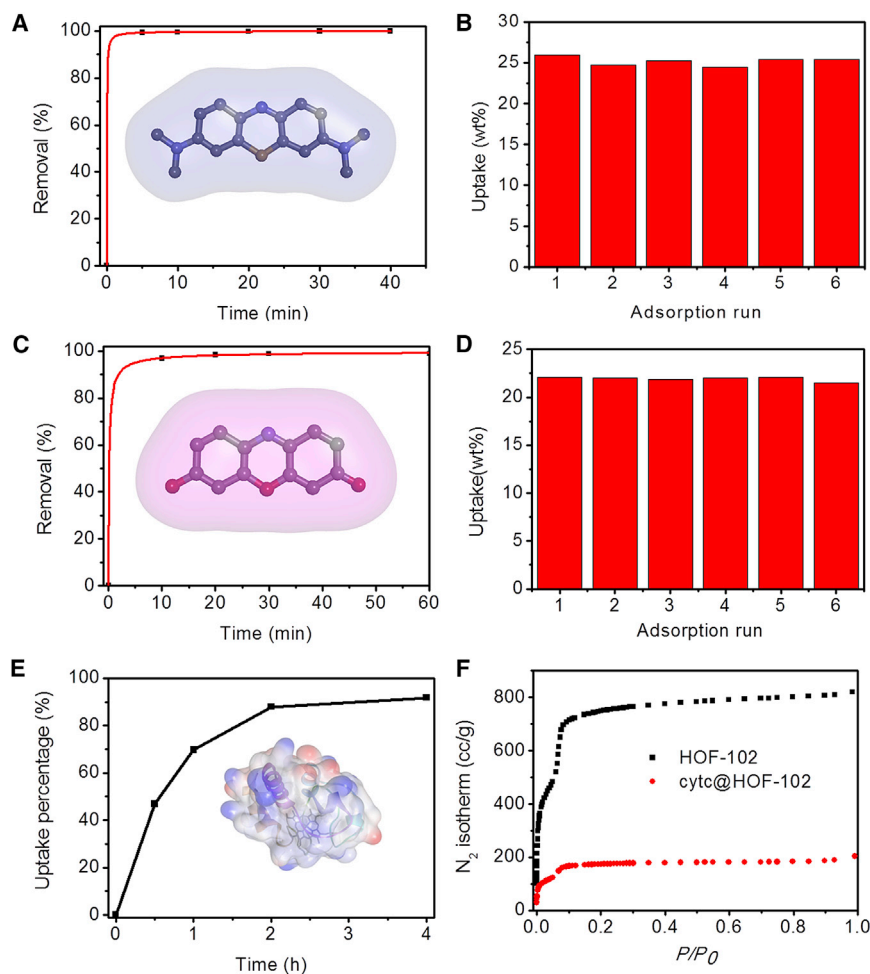 A
100
80
60
40
20
0
Removal (%)
0 10 20 30 40
Time (min)
B
30
25
20
15
10
5
0
Uptake (wt%)
1 2 3 4 5 6
Adsorption run
C
100
80
60
40
20
0
Removal (%)
0 10 20 30 40 50 60
Time (min)
D
25
20
15
10
5
0
Uptake(wt%)
1 2 3 4 5 6
Adsorption run
E
100
80
60
40
20
0
Uptake percentage (%)
0 1 2 3 4
Time (h)
F
800
600
400
200
0
N₂ isotherm (cc/g)
HOF-102
cytc@HOF-102
0.0 0.2 0.4 0.6 0.8 1.0
P/P₀